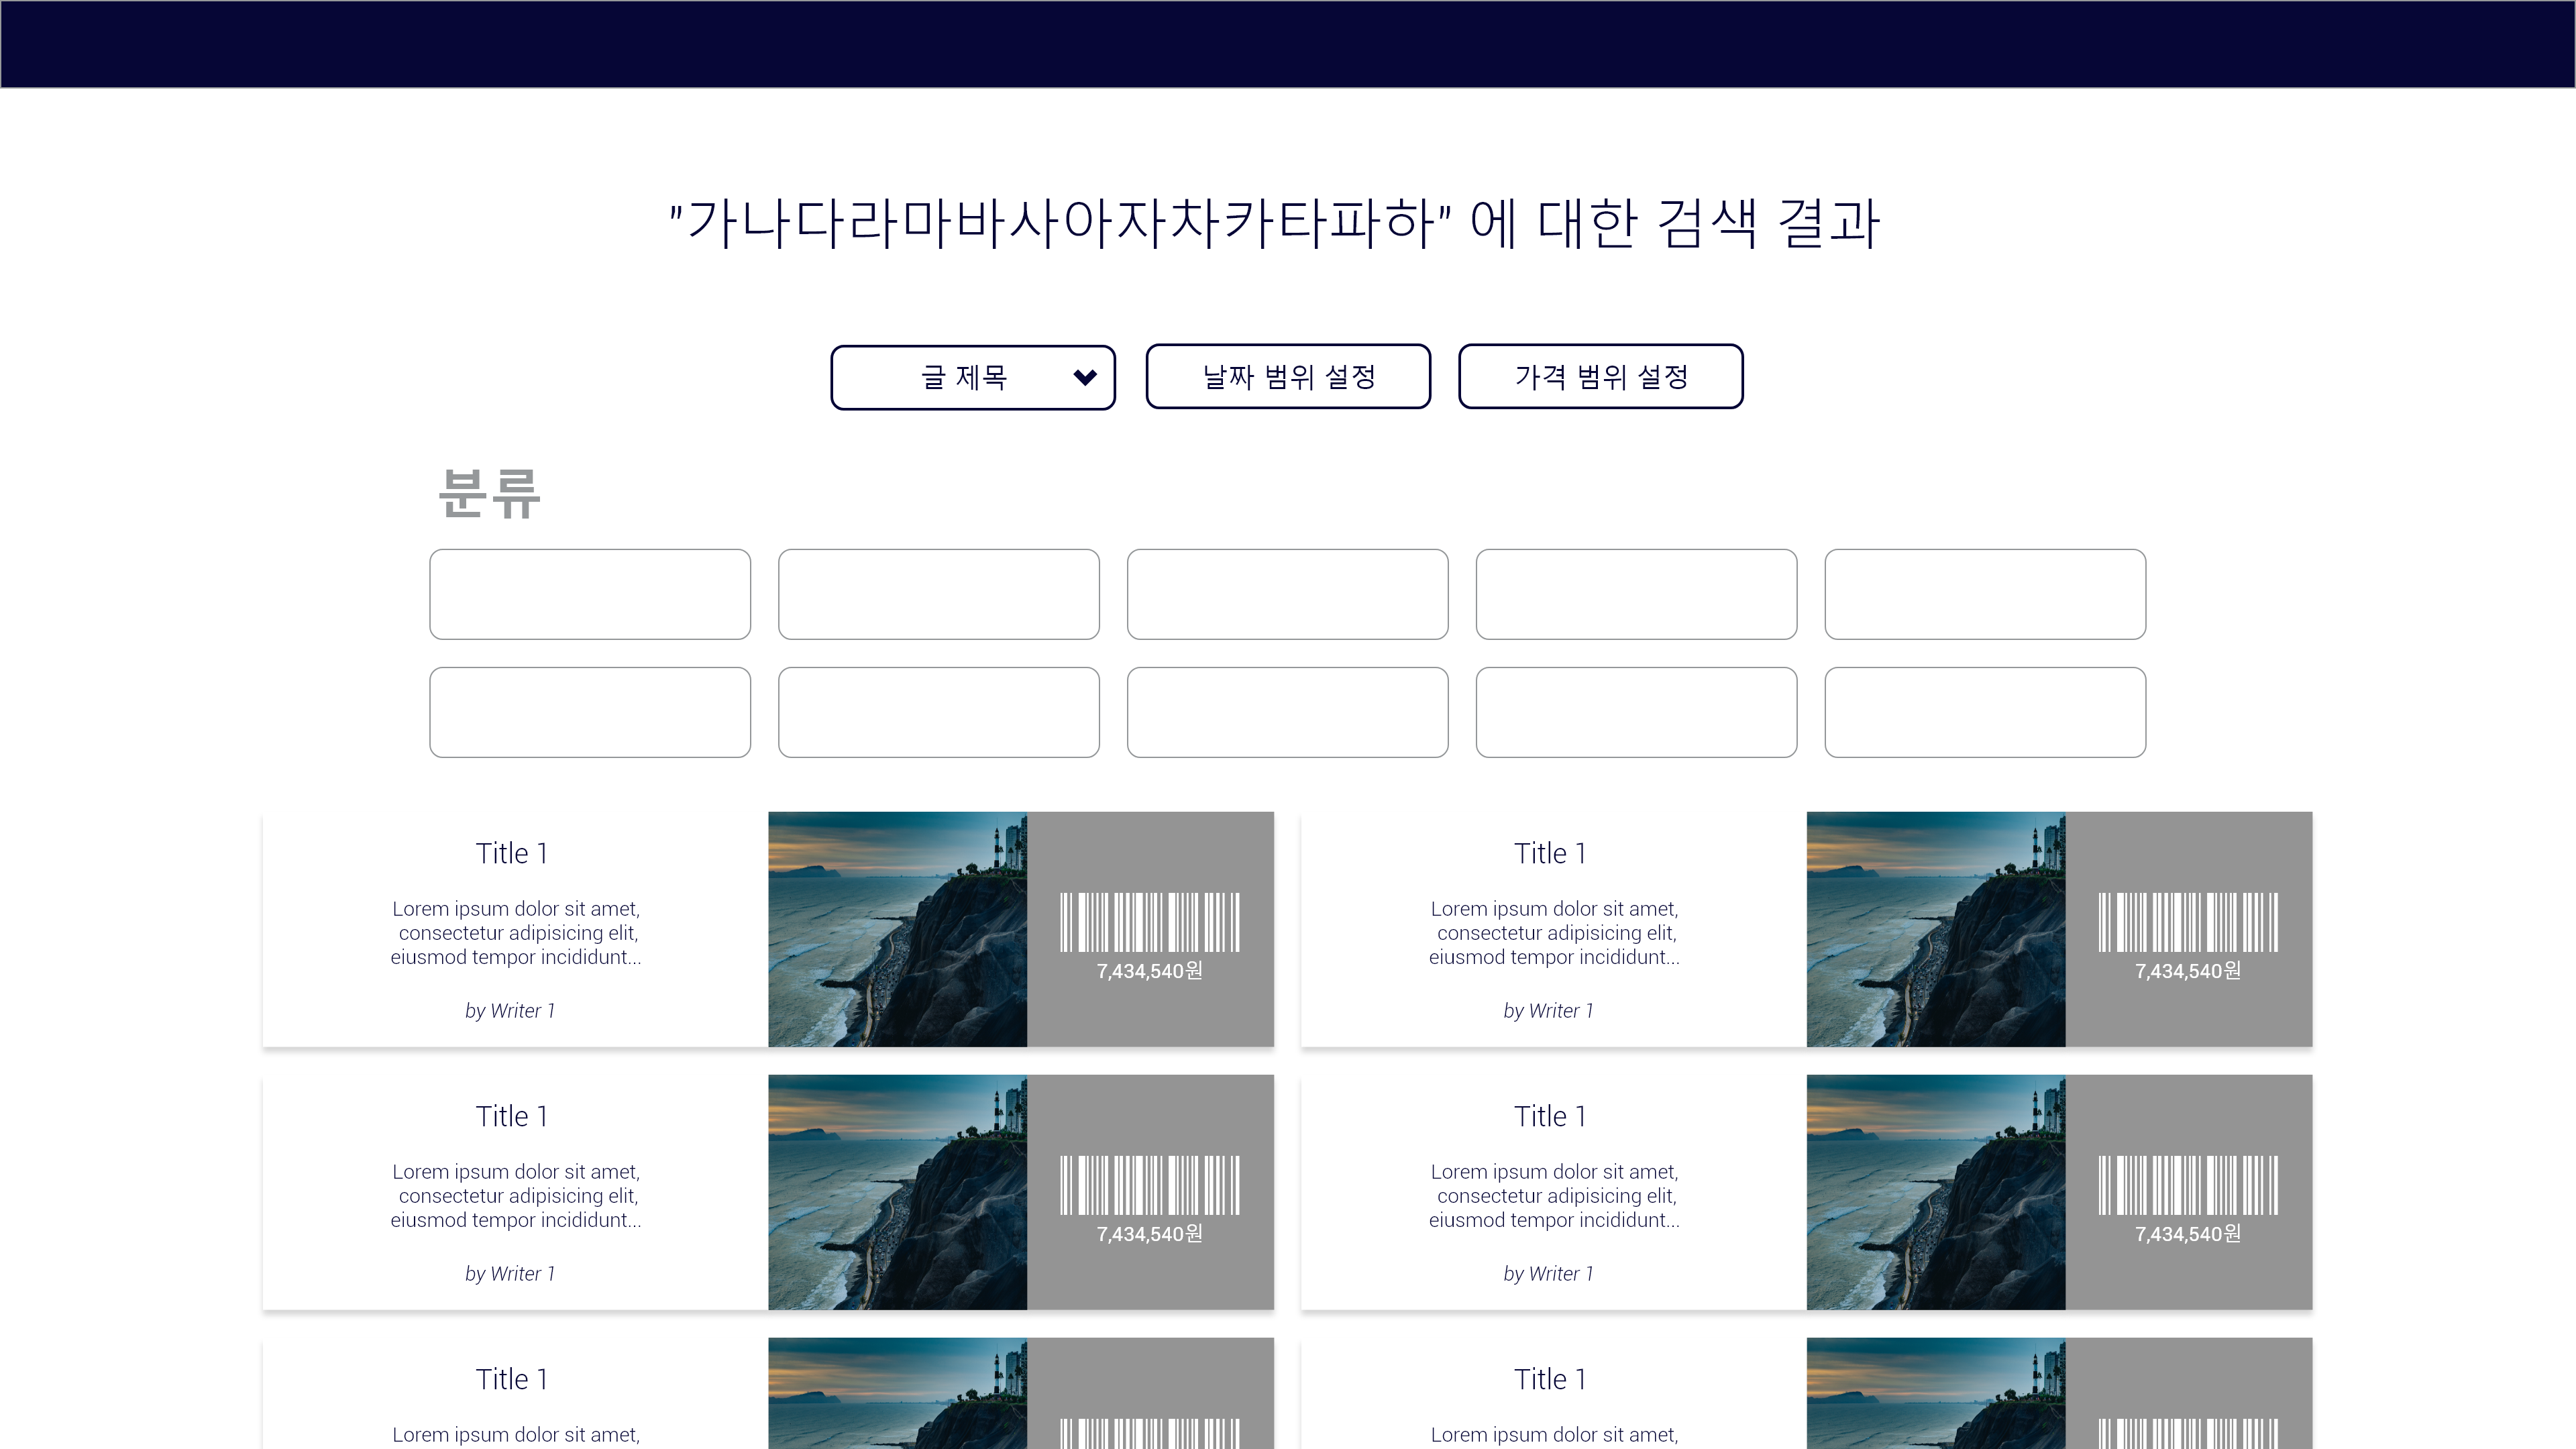 "가나다라마바사아자차카타파하" 에 대한 검색 결과
글 제목
날짜 범위 설정
가격 범위 설정
분류
Title 1
Lorem ipsum dolor sit amet,
consectetur adipisicing elit,
eiusmod tempor incididunt...
by Writer 1
7,434,540원
Title 1
Lorem ipsum dolor sit amet,
consectetur adipisicing elit,
eiusmod tempor incididunt...
by Writer 1
7,434,540원
Title 1
Lorem ipsum dolor sit amet,
consectetur adipisicing elit,
eiusmod tempor incididunt...
by Writer 1
7,434,540원
Title 1
Lorem ipsum dolor sit amet,
consectetur adipisicing elit,
eiusmod tempor incididunt...
by Writer 1
7,434,540원
Title 1
Lorem ipsum dolor sit amet,
Title 1
Lorem ipsum dolor sit amet,